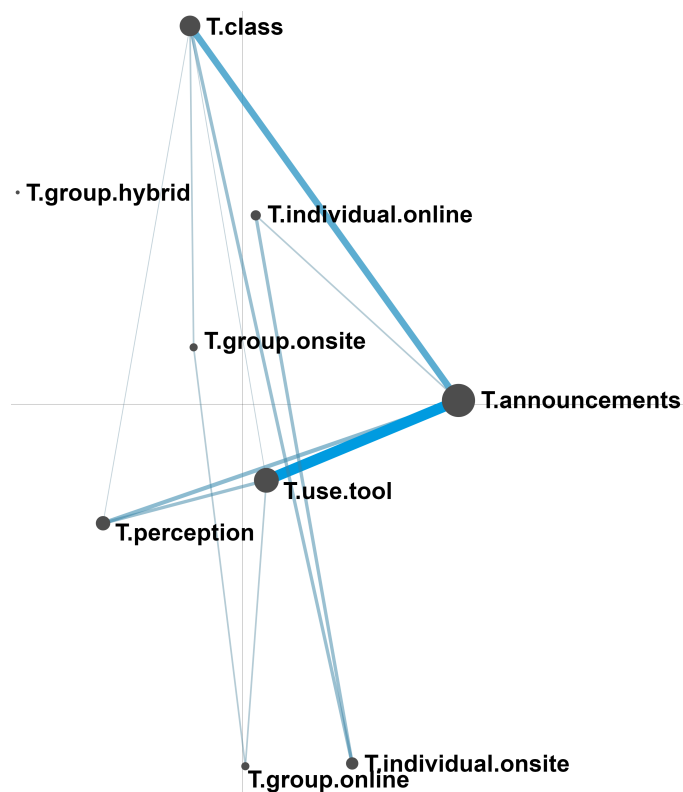 T.class
T.group.hybrid
T.individual.online
T.group.onsite
T.announcements
T.use.tool
T.perception
T.individual.onsite
T.group.online